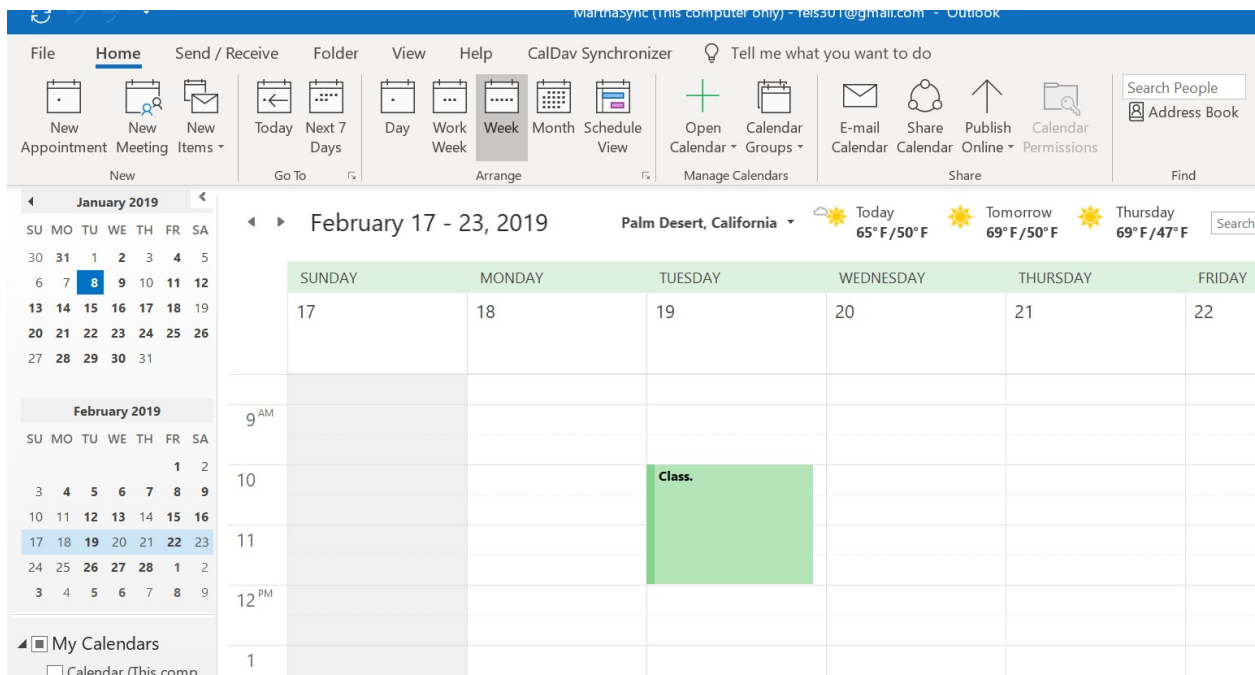 MarthaSync (This computer only) - fels301@gmail.com - Outlook
File Home Send / Receive Folder View Help CalDav Synchronizer Tell me what you want to do
New Appointment
New Meeting
New Items
Today
Next 7 Days
Day
Work Week
Week
Month
Schedule View
Open Calendar
Calendar Groups
E-mail Calendar
Share Calendar
Publish Online
Calendar Permissions
Search People
Address Book
New Go To Arrange Manage Calendars Share Find
January 2019
SU MO TU WE TH FR SA
30 31 1 2 3 4 5
6 7 8 9 10 11 12
13 14 15 16 17 18 19
20 21 22 23 24 25 26
27 28 29 30 31
February 2019
SU MO TU WE TH FR SA
1 2
3 4 5 6 7 8 9
10 11 12 13 14 15 16
17 18 19 20 21 22 23
24 25 26 27 28 1 2
3 4 5 6 7 8 9
My Calendars
Calendar (This comp
February 17 - 23, 2019
Palm Desert, California
Today
65°F/50°F
Tomorrow
69°F/50°F
Thursday
69°F/47°F
Search
SUNDAY MONDAY TUESDAY WEDNESDAY THURSDAY FRIDAY
17 18 19 20 21 22
9 AM
10
Class.
11
12 PM
1